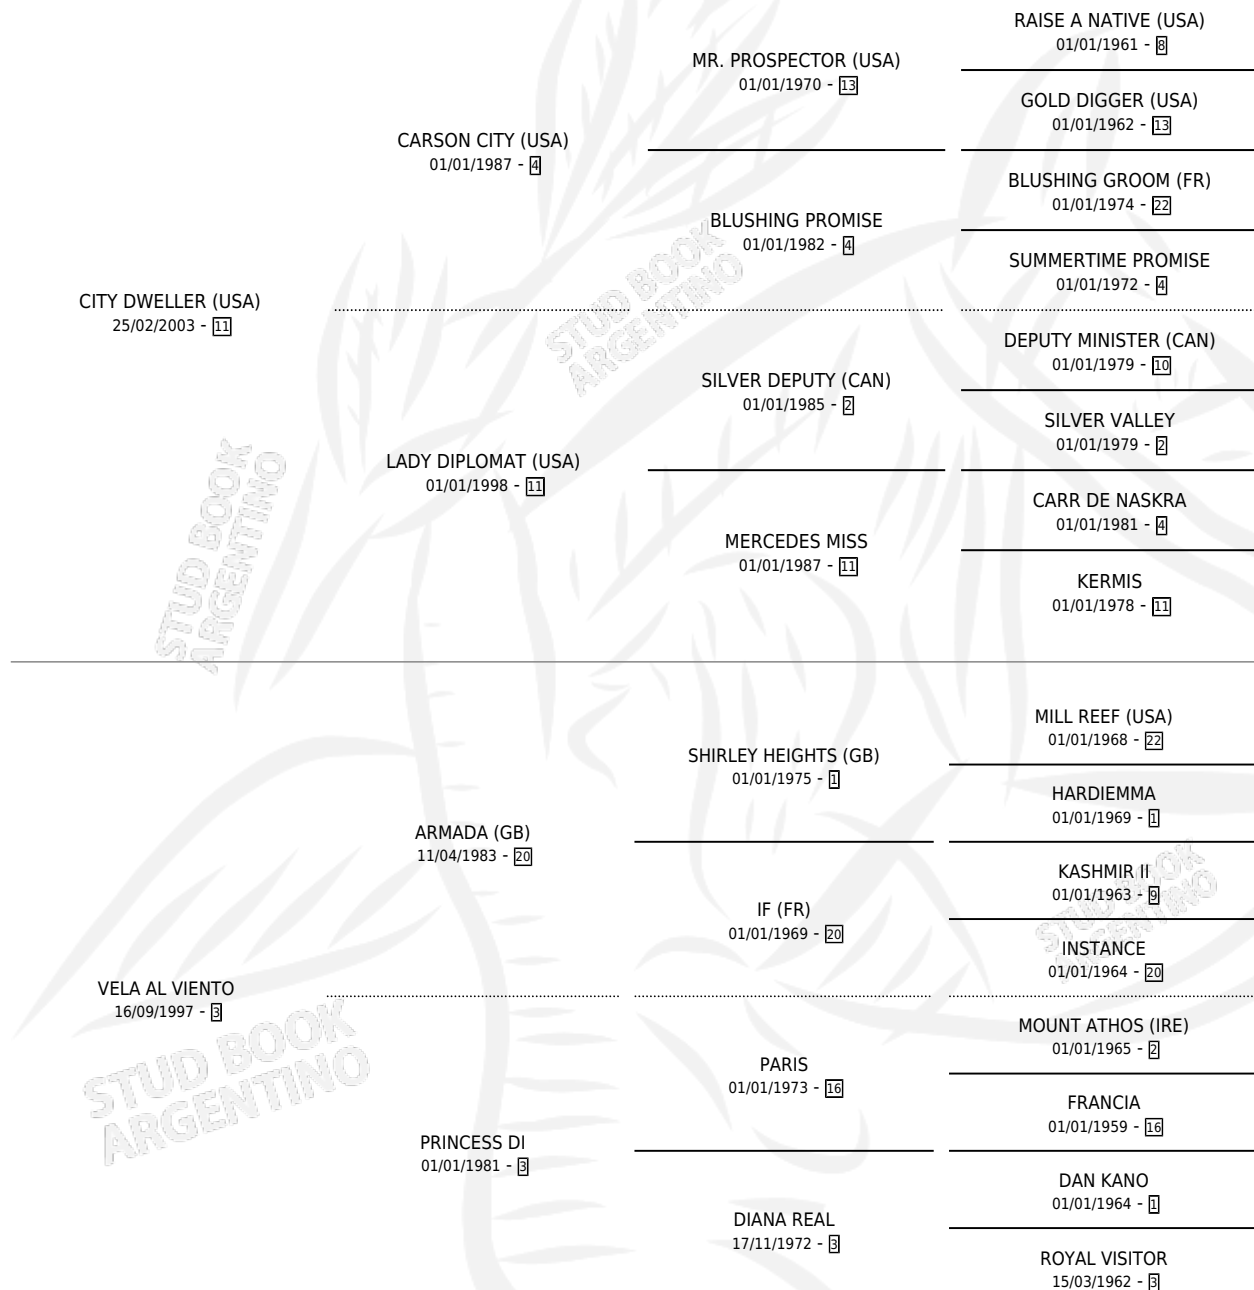 RAISE A NATIVE (USA)
01/01/1961 - 8
MR. PROSPECTOR (USA)
01/01/1970 - 13
GOLD DIGGER (USA)
01/01/1962 - 13
CARSON CITY (USA)
01/01/1987 - 4
BLUSHING GROOM (FR)
01/01/1974 - 22
BLUSHING PROMISE
01/01/1982 - 4
SUMMERTIME PROMISE
01/01/1972 - 4
CITY DWELLER (USA)
25/02/2003 - 11
DEPUTY MINISTER (CAN)
01/01/1979 - 10
SILVER DEPUTY (CAN)
01/01/1985 - 2
SILVER VALLEY
01/01/1979 - 2
LADY DIPLOMAT (USA)
01/01/1998 - 11
CARR DE NASKRA
01/01/1981 - 4
MERCEDES MISS
01/01/1987 - 11
KERMIS
01/01/1978 - 11
MILL REEF (USA)
01/01/1968 - 22
SHIRLEY HEIGHTS (GB)
01/01/1975 - 1
HARDIEMMA
01/01/1969 - 1
ARMADA (GB)
11/04/1983 - 20
KASHMIR II
01/01/1963 - 9
IF (FR)
01/01/1969 - 20
INSTANCE
01/01/1964 - 20
VELA AL VIENTO
16/09/1997 - 3
MOUNT ATHOS (IRE)
01/01/1965 - 2
PARIS
01/01/1973 - 16
FRANCIA
01/01/1959 - 16
PRINCESS DI
01/01/1981 - 3
DAN KANO
01/01/1964 - 1
DIANA REAL
17/11/1972 - 3
ROYAL VISITOR
15/03/1962 - 3
STUD BOOK
ARGENTINO
STUD BOOK
ARGENTINO
STUD BOOK
ARGENTINO
STUD BOOK
ARGENTINO